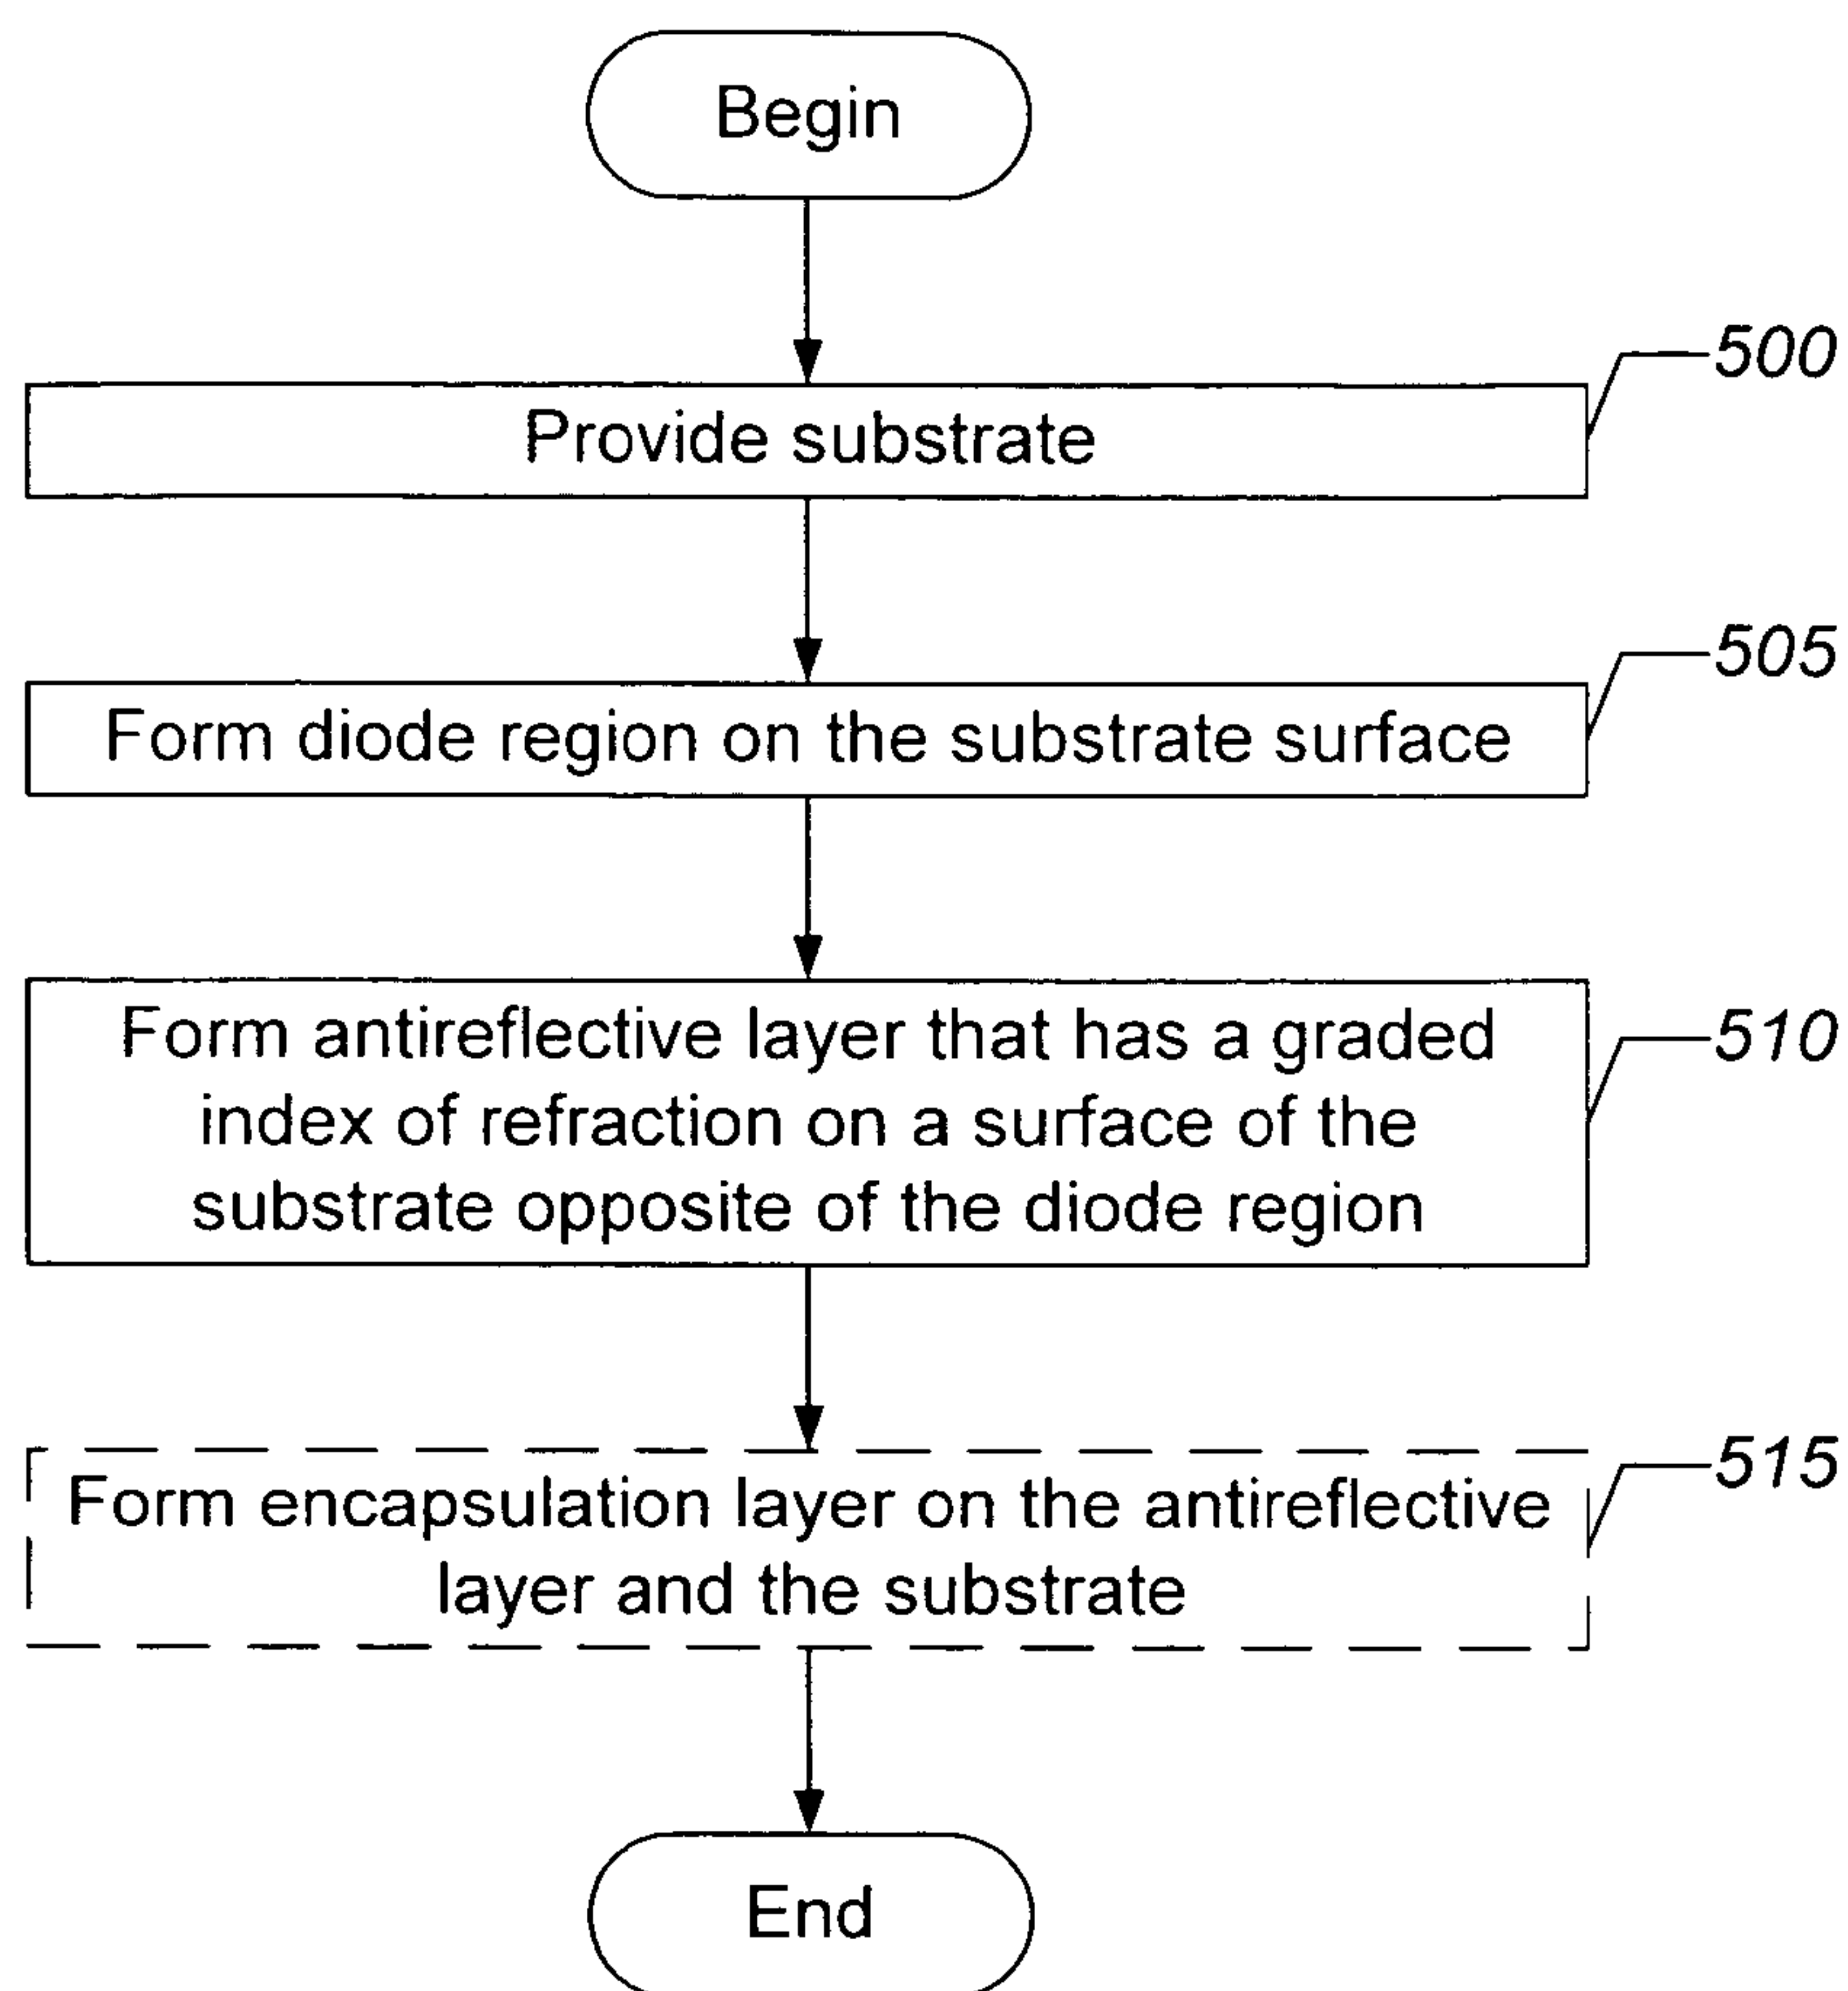 Begin
500
Provide substrate
505
Form diode region on the substrate surface
510
Form antireflective layer that has a graded
index of refraction on a surface of the
substrate opposite of the diode region
515
Form encapsulation layer on the antireflective
layer and the substrate
End